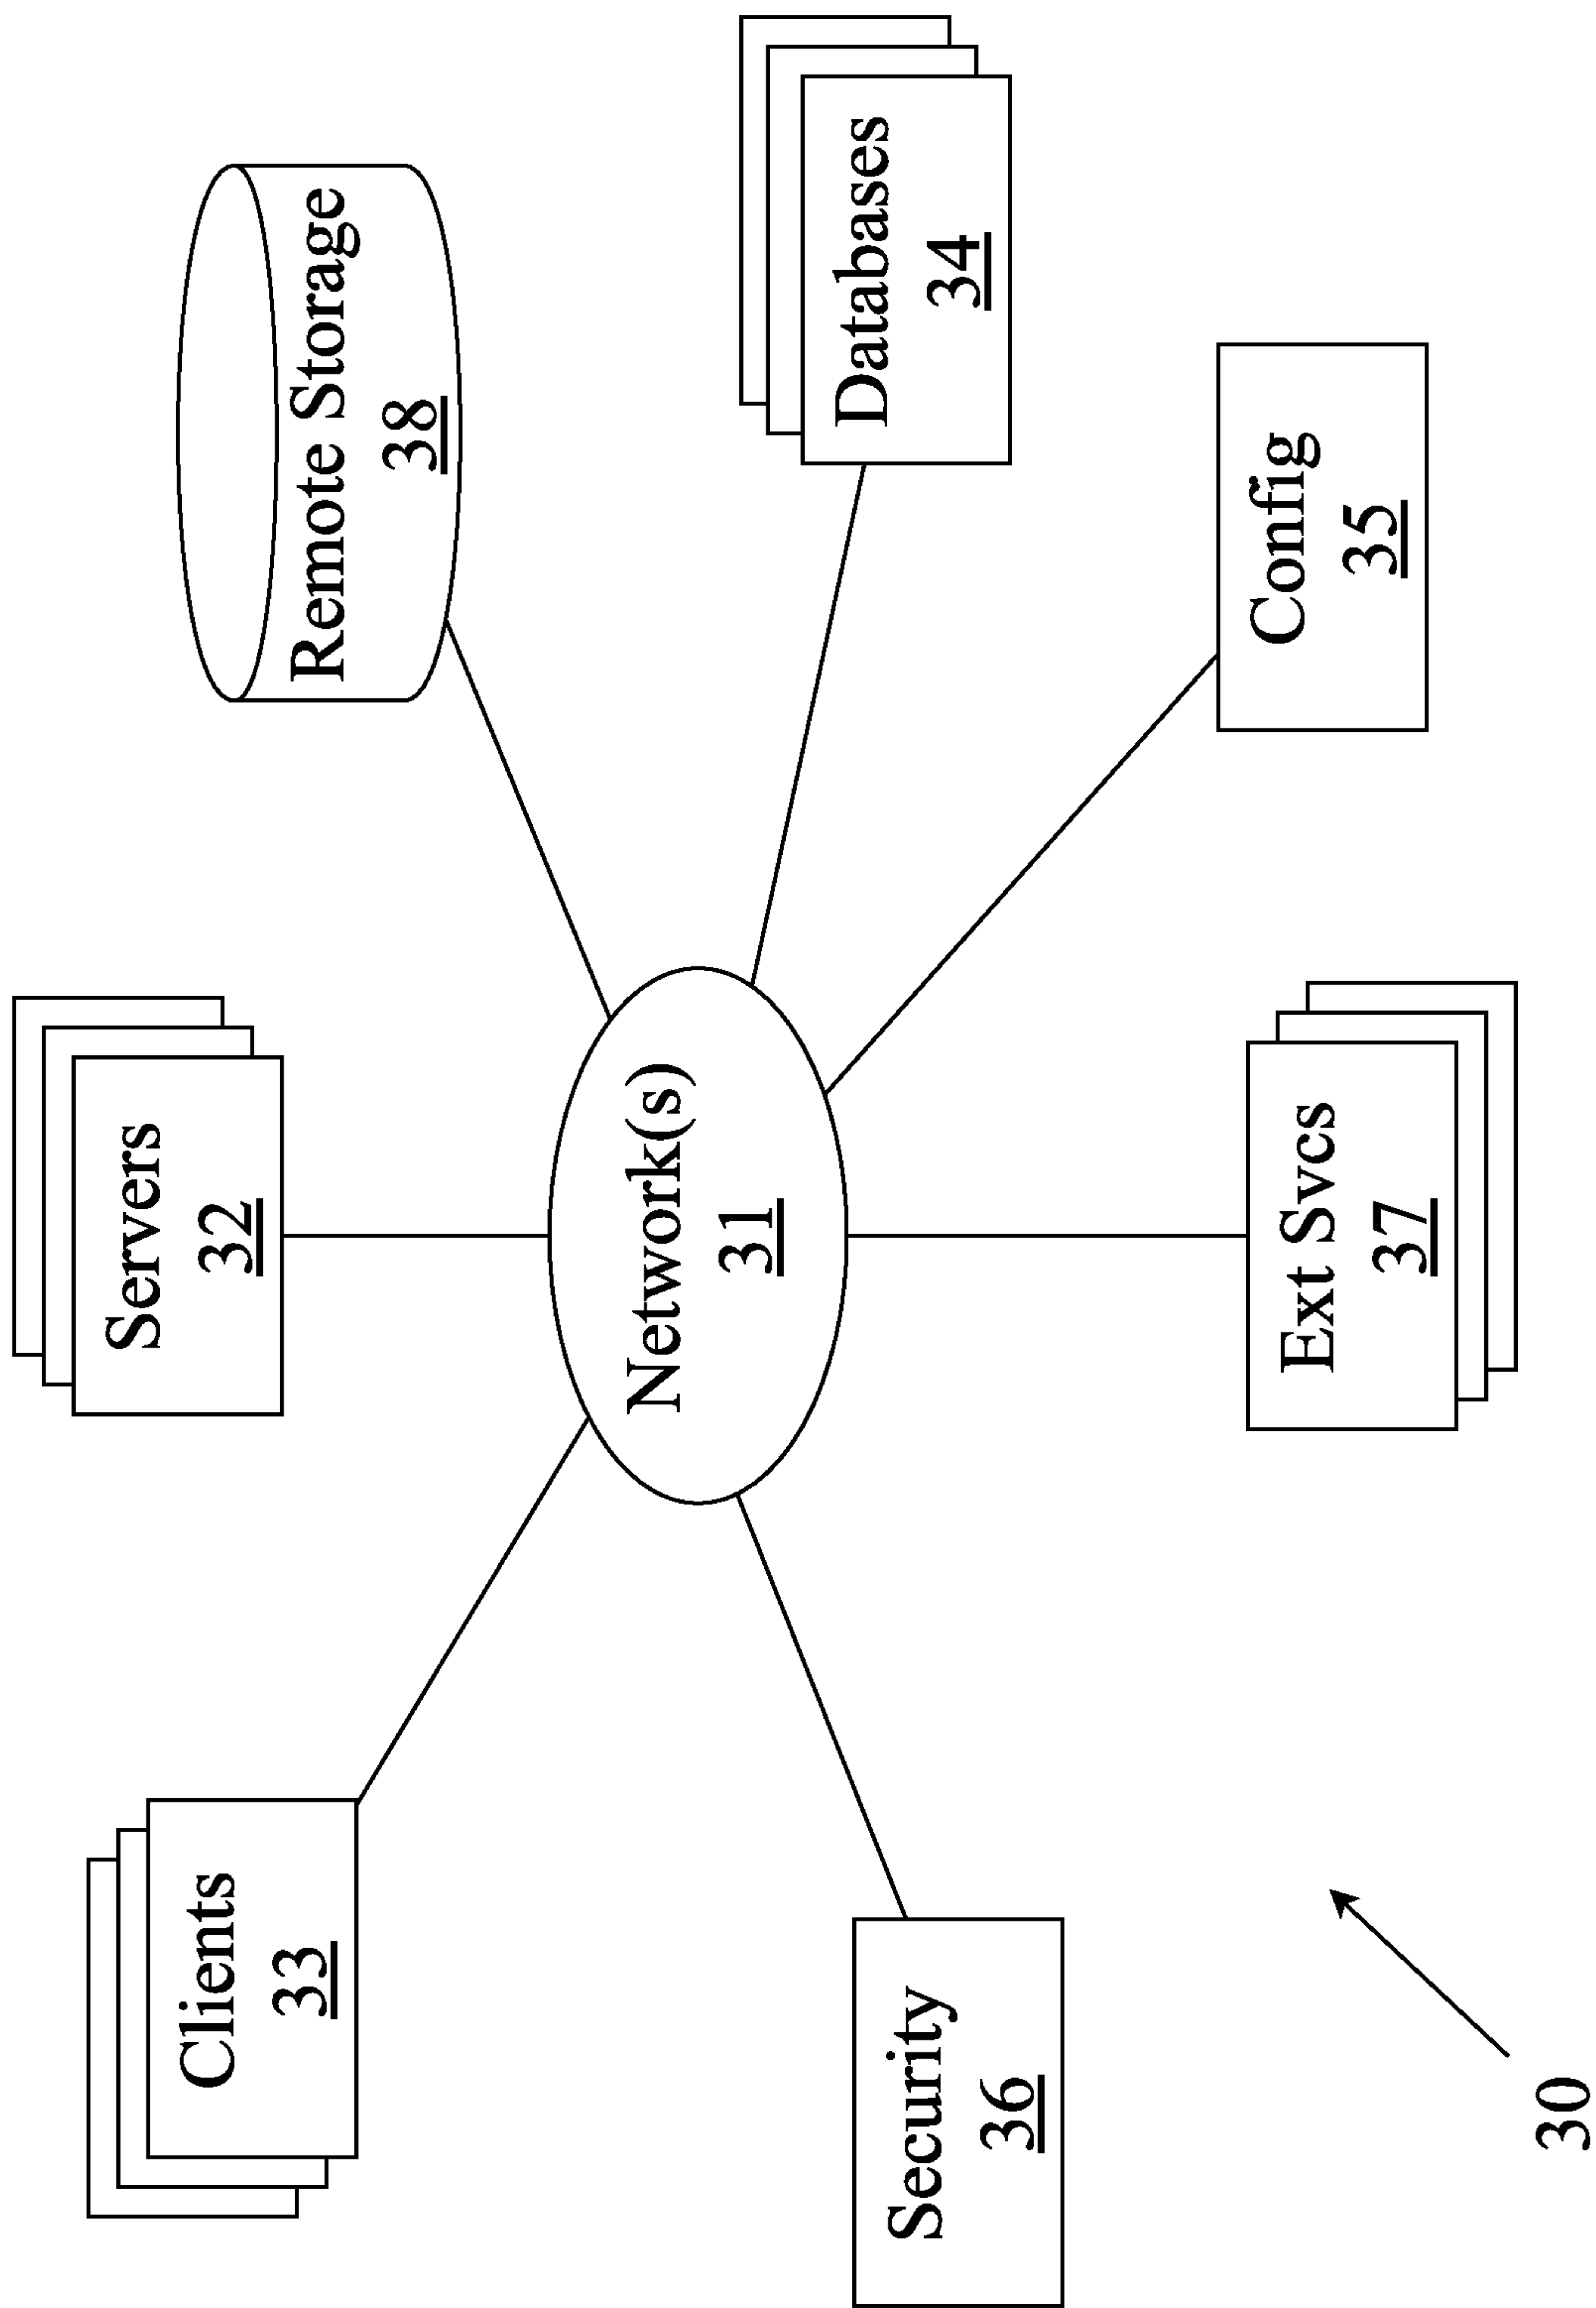 Servers
32
Clients
33
Remote Storage
38
Network(s)
31
Databases
34
Security
36
Ext Svcs
37
Config
35
30